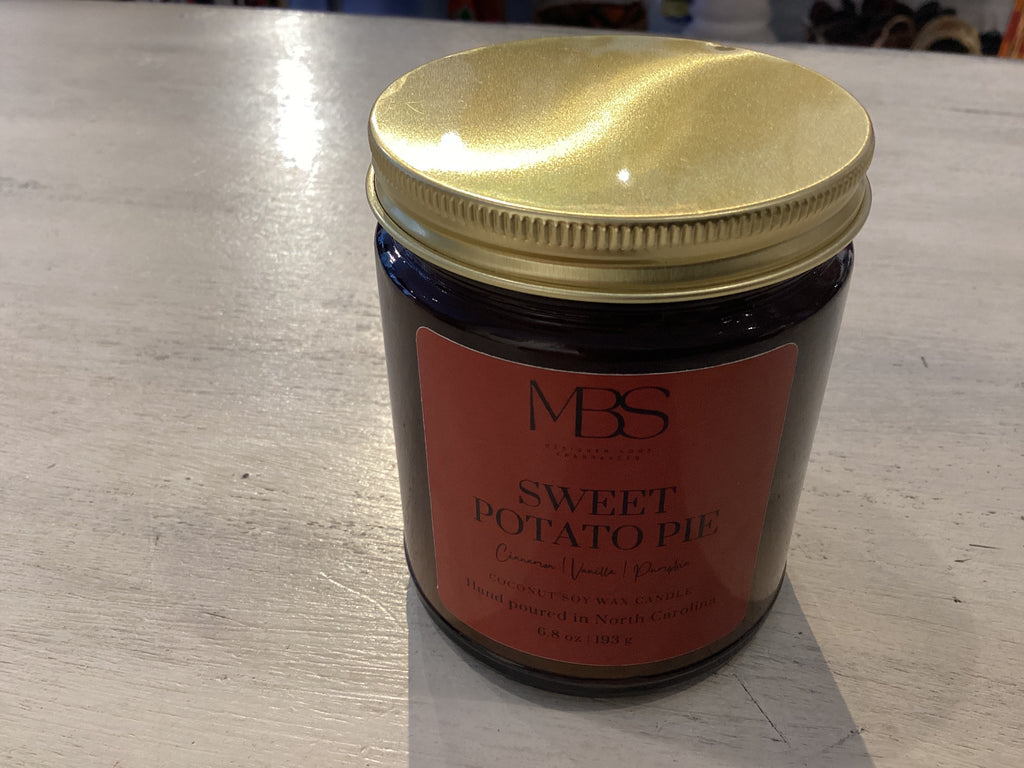 MBS
SWEET
POTATO PIE
Cinnamon | Vanilla | Pumpkin
COCONUT SOY WAX CANDLE
Hand poured in North Carolina
6.8 oz | 193 g